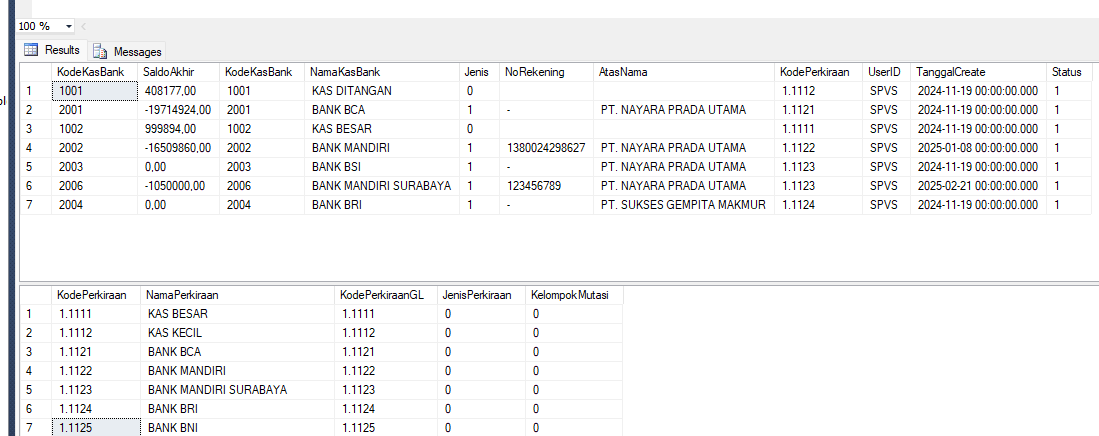 100 %
Results Messages
KodeKasBank SaldoAkhir KodeKasBank NamaKasBank Jenis NoRekening AtasNama KodePerkiraan UserID TanggalCreate Status
1 1001 408177,00 1001 KAS DITANGAN 0 1.1112 SPVS 2024-11-19 00:00:00.000 1
2 2001 -19714924,00 2001 BANK BCA 1 - PT. NAYARA PRADA UTAMA 1.1121 SPVS 2024-11-19 00:00:00.000 1
3 1002 999894,00 1002 KAS BESAR 0 1.1111 SPVS 2024-11-19 00:00:00.000 1
4 2002 -16509860,00 2002 BANK MANDIRI 1 1380024298627 PT. NAYARA PRADA UTAMA 1.1122 SPVS 2025-01-08 00:00:00.000 1
5 2003 0,00 2003 BANK BSI 1 - PT. NAYARA PRADA UTAMA 1.1123 SPVS 2024-11-19 00:00:00.000 1
6 2006 -1050000,00 2006 BANK MANDIRI SURABAYA 1 123456789 PT. NAYARA PRADA UTAMA 1.1123 SPVS 2025-02-21 00:00:00.000 1
7 2004 0,00 2004 BANK BRI 1 - PT. SUKSES GEMPITA MAKMUR 1.1124 SPVS 2024-11-19 00:00:00.000 1
KodePerkiraan NamaPerkiraan KodePerkiraanGL JenisPerkiraan KelompokMutasi
1 1.1111 KAS BESAR 1.1111 0 0
2 1.1112 KAS KECIL 1.1112 0 0
3 1.1121 BANK BCA 1.1121 0 0
4 1.1122 BANK MANDIRI 1.1122 0 0
5 1.1123 BANK MANDIRI SURABAYA 1.1123 0 0
6 1.1124 BANK BRI 1.1124 0 0
7 1.1125 BANK BNI 1.1125 0 0